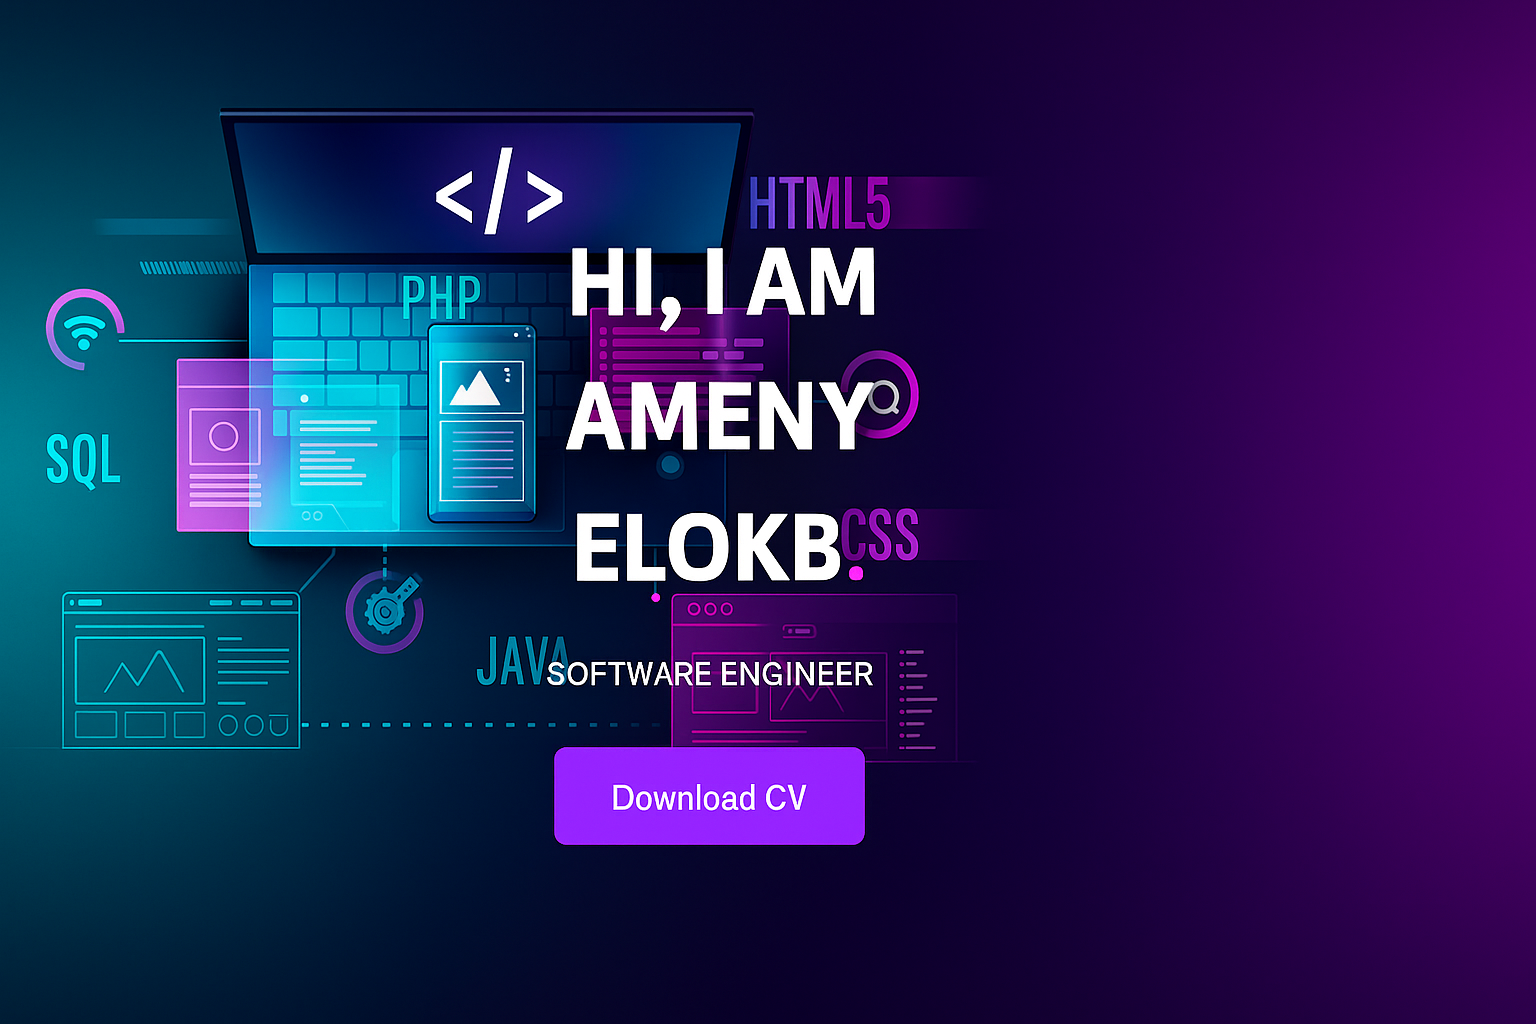 </>
HTML5
HI, I AM
PHP
AMENY
SQL
ELOKB.
CSS
JAVA
SOFTWARE ENGINEER
Download CV